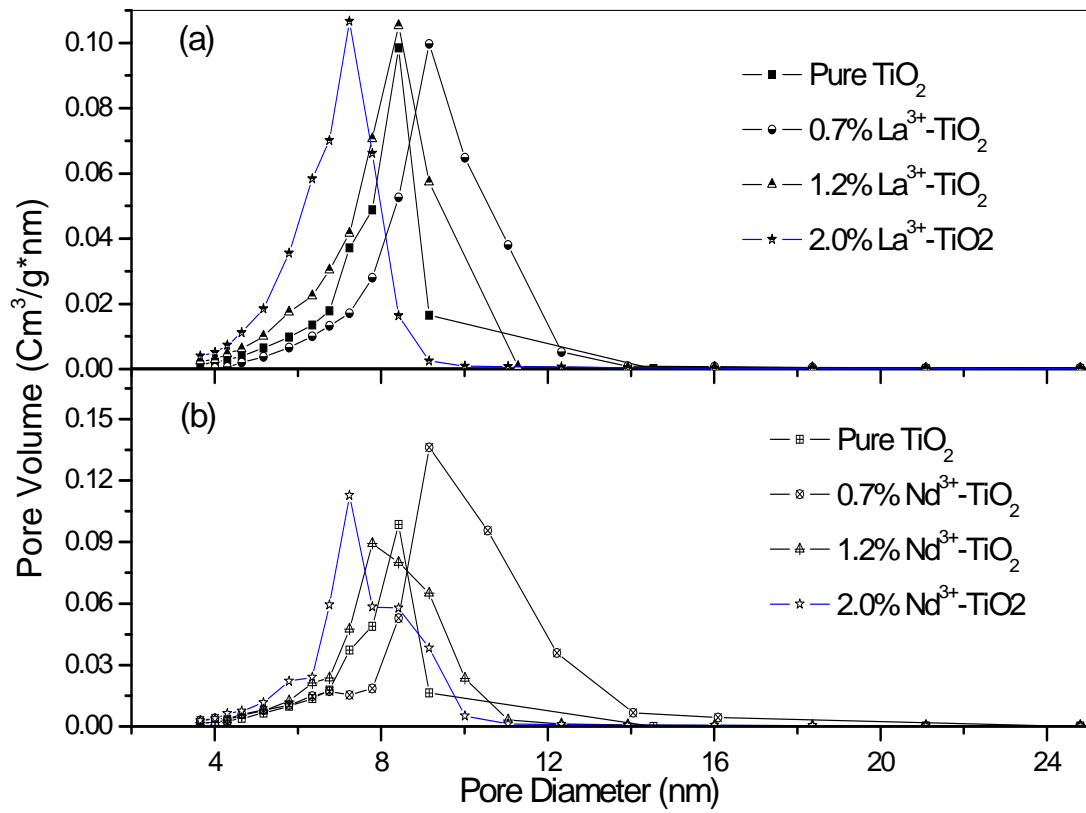 (a)
Pure TiO₂
0.7% La³⁺-TiO₂
1.2% La³⁺-TiO₂
2.0% La³⁺-TiO2
0.10
0.08
0.06
0.04
0.02
0.00
Pore Volume (Cm³/g*nm)
(b)
Pure TiO₂
0.7% Nd³⁺-TiO₂
1.2% Nd³⁺-TiO₂
2.0% Nd³⁺-TiO2
0.15
0.12
0.09
0.06
0.03
0.00
4 8 12 16 20 24
Pore Diameter (nm)